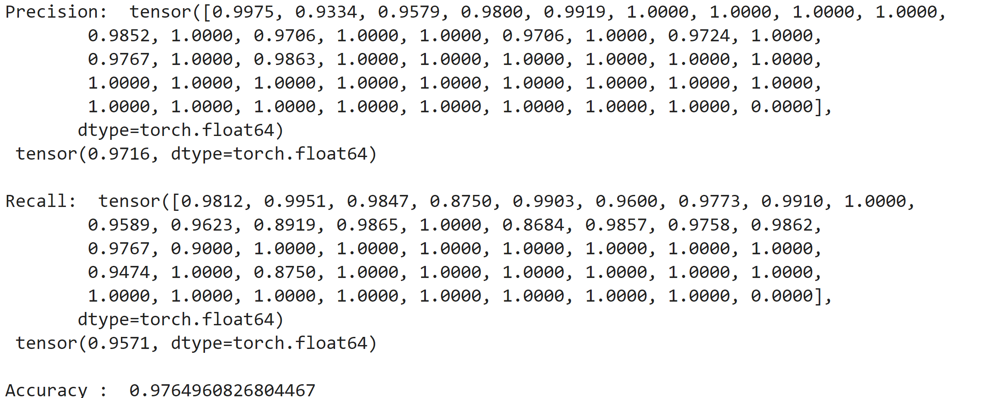 Precision:  tensor([0.9975, 0.9334, 0.9579, 0.9800, 0.9919, 1.0000, 1.0000, 1.0000, 1.0000,
        0.9852, 1.0000, 0.9706, 1.0000, 1.0000, 0.9706, 1.0000, 0.9724, 1.0000,
        0.9767, 1.0000, 0.9863, 1.0000, 1.0000, 1.0000, 1.0000, 1.0000, 1.0000,
        1.0000, 1.0000, 1.0000, 1.0000, 1.0000, 1.0000, 1.0000, 1.0000, 1.0000,
        1.0000, 1.0000, 1.0000, 1.0000, 1.0000, 1.0000, 1.0000, 1.0000, 0.0000],
       dtype=torch.float64)
 tensor(0.9716, dtype=torch.float64)
Recall:  tensor([0.9812, 0.9951, 0.9847, 0.8750, 0.9903, 0.9600, 0.9773, 0.9910, 1.0000,
        0.9589, 0.9623, 0.8919, 0.9865, 1.0000, 0.8684, 0.9857, 0.9758, 0.9862,
        0.9767, 0.9000, 1.0000, 1.0000, 1.0000, 1.0000, 1.0000, 1.0000, 1.0000,
        0.9474, 1.0000, 0.8750, 1.0000, 1.0000, 1.0000, 1.0000, 1.0000, 1.0000,
        1.0000, 1.0000, 1.0000, 1.0000, 1.0000, 1.0000, 1.0000, 1.0000, 0.0000],
       dtype=torch.float64)
 tensor(0.9571, dtype=torch.float64)
Accuracy :  0.9764960826804467